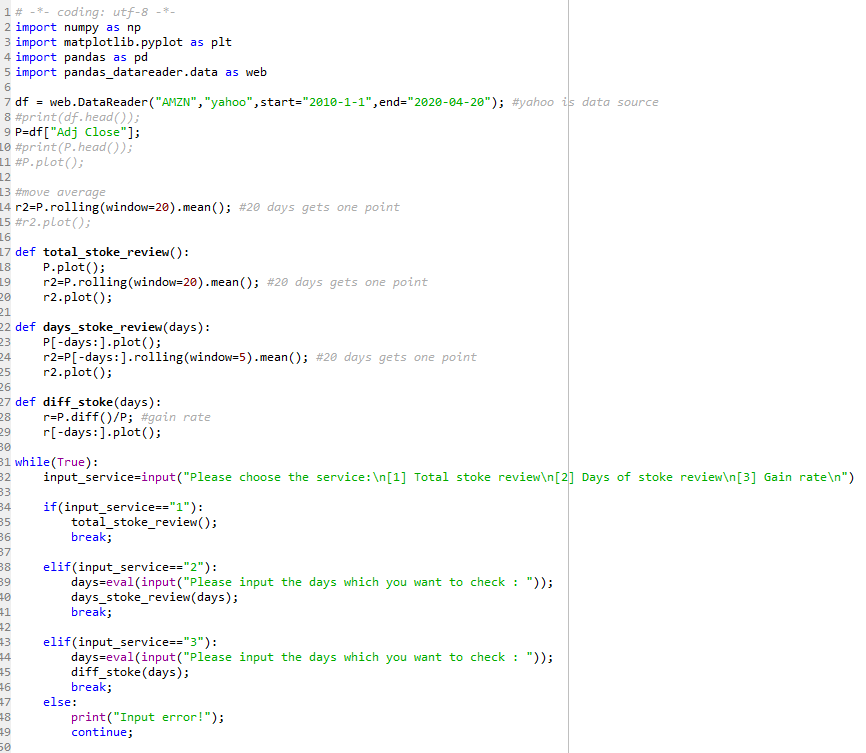 1 # -*- coding: utf-8 -*-
2 import numpy as np
3 import matplotlib.pyplot as plt
4 import pandas as pd
5 import pandas_datareader.data as web
6
7 df = web.DataReader("AMZN","yahoo",start="2010-1-1",end="2020-04-20"); #yahoo is data source
8 #print(df.head());
9 P=df["Adj Close"];
10 #print(P.head());
11 #P.plot();
12
13 #move average
14 r2=P.rolling(window=20).mean(); #20 days gets one point
15 #r2.plot();
16
17 def total_stoke_review():
18     P.plot();
19     r2=P.rolling(window=20).mean(); #20 days gets one point
20     r2.plot();
21
22 def days_stoke_review(days):
23     P[-days:].plot();
24     r2=P[-days:].rolling(window=5).mean(); #20 days gets one point
25     r2.plot();
26
27 def diff_stoke(days):
28     r=P.diff()/P; #gain rate
29     r[-days:].plot();
30
31 while(True):
32     input_service=input("Please choose the service:\n[1] Total stoke review\n[2] Days of stoke review\n[3] Gain rate\n")
33
34     if(input_service=="1"):
35         total_stoke_review();
36         break;
37
38     elif(input_service=="2"):
39         days=eval(input("Please input the days which you want to check : "));
40         days_stoke_review(days);
41         break;
42
43     elif(input_service=="3"):
44         days=eval(input("Please input the days which you want to check : "));
45         diff_stoke(days);
46         break;
47     else:
48         print("Input error!");
49         continue;
50